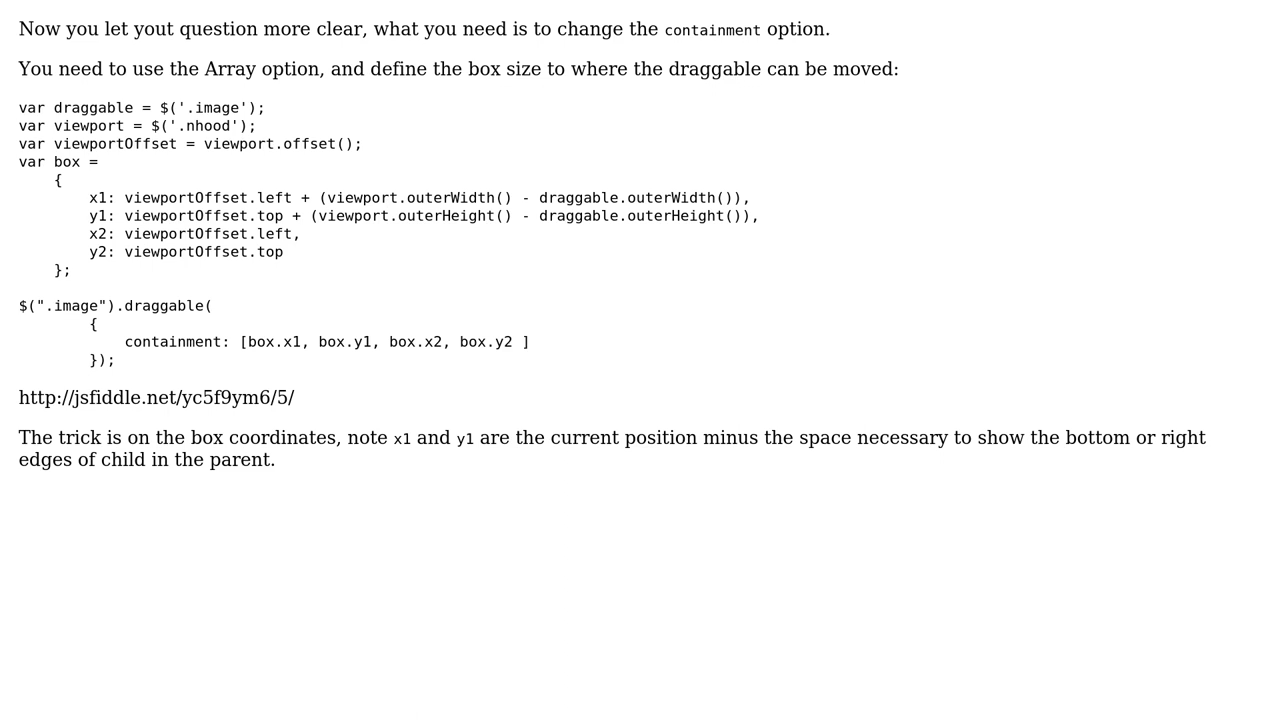 Now you let yout question more clear, what you need is to change the containment option.
You need to use the Array option, and define the box size to where the draggable can be moved:
var draggable = $('.image');
var viewport = $('.nhood');
var viewportOffset = viewport.offset();
var box =
    {
        x1: viewportOffset.left + (viewport.outerWidth() - draggable.outerWidth()),
        y1: viewportOffset.top + (viewport.outerHeight() - draggable.outerHeight()),
        x2: viewportOffset.left,
        y2: viewportOffset.top
    };

$(".image").draggable(
        {
            containment: [box.x1, box.y1, box.x2, box.y2 ]
        });
http://jsfiddle.net/yc5f9ym6/5/
The trick is on the box coordinates, note x1 and y1 are the current position minus the space necessary to show the bottom or right
edges of child in the parent.